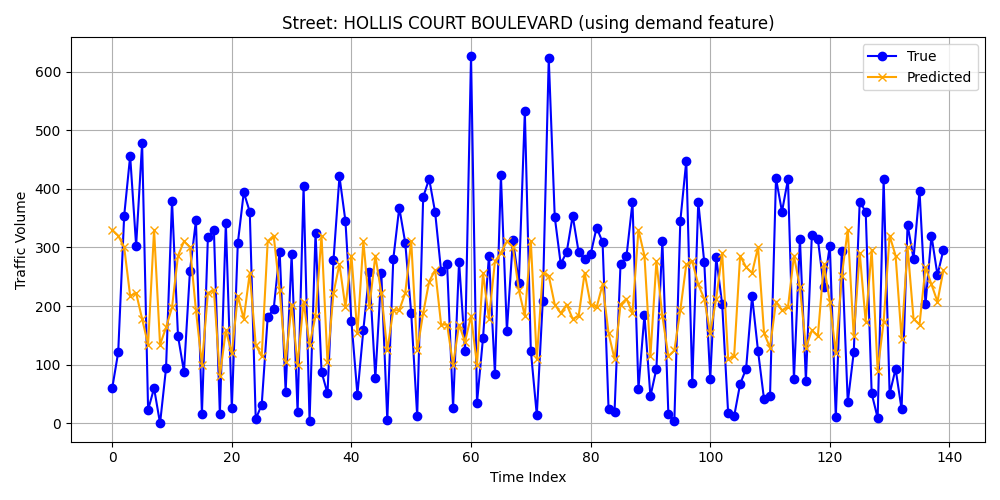 Street: HOLLIS COURT BOULEVARD (using demand feature)
True
Predicted
Traffic Volume
600
500
400
300
200
100
0
0 20 40 60 80 100 120 140
Time Index